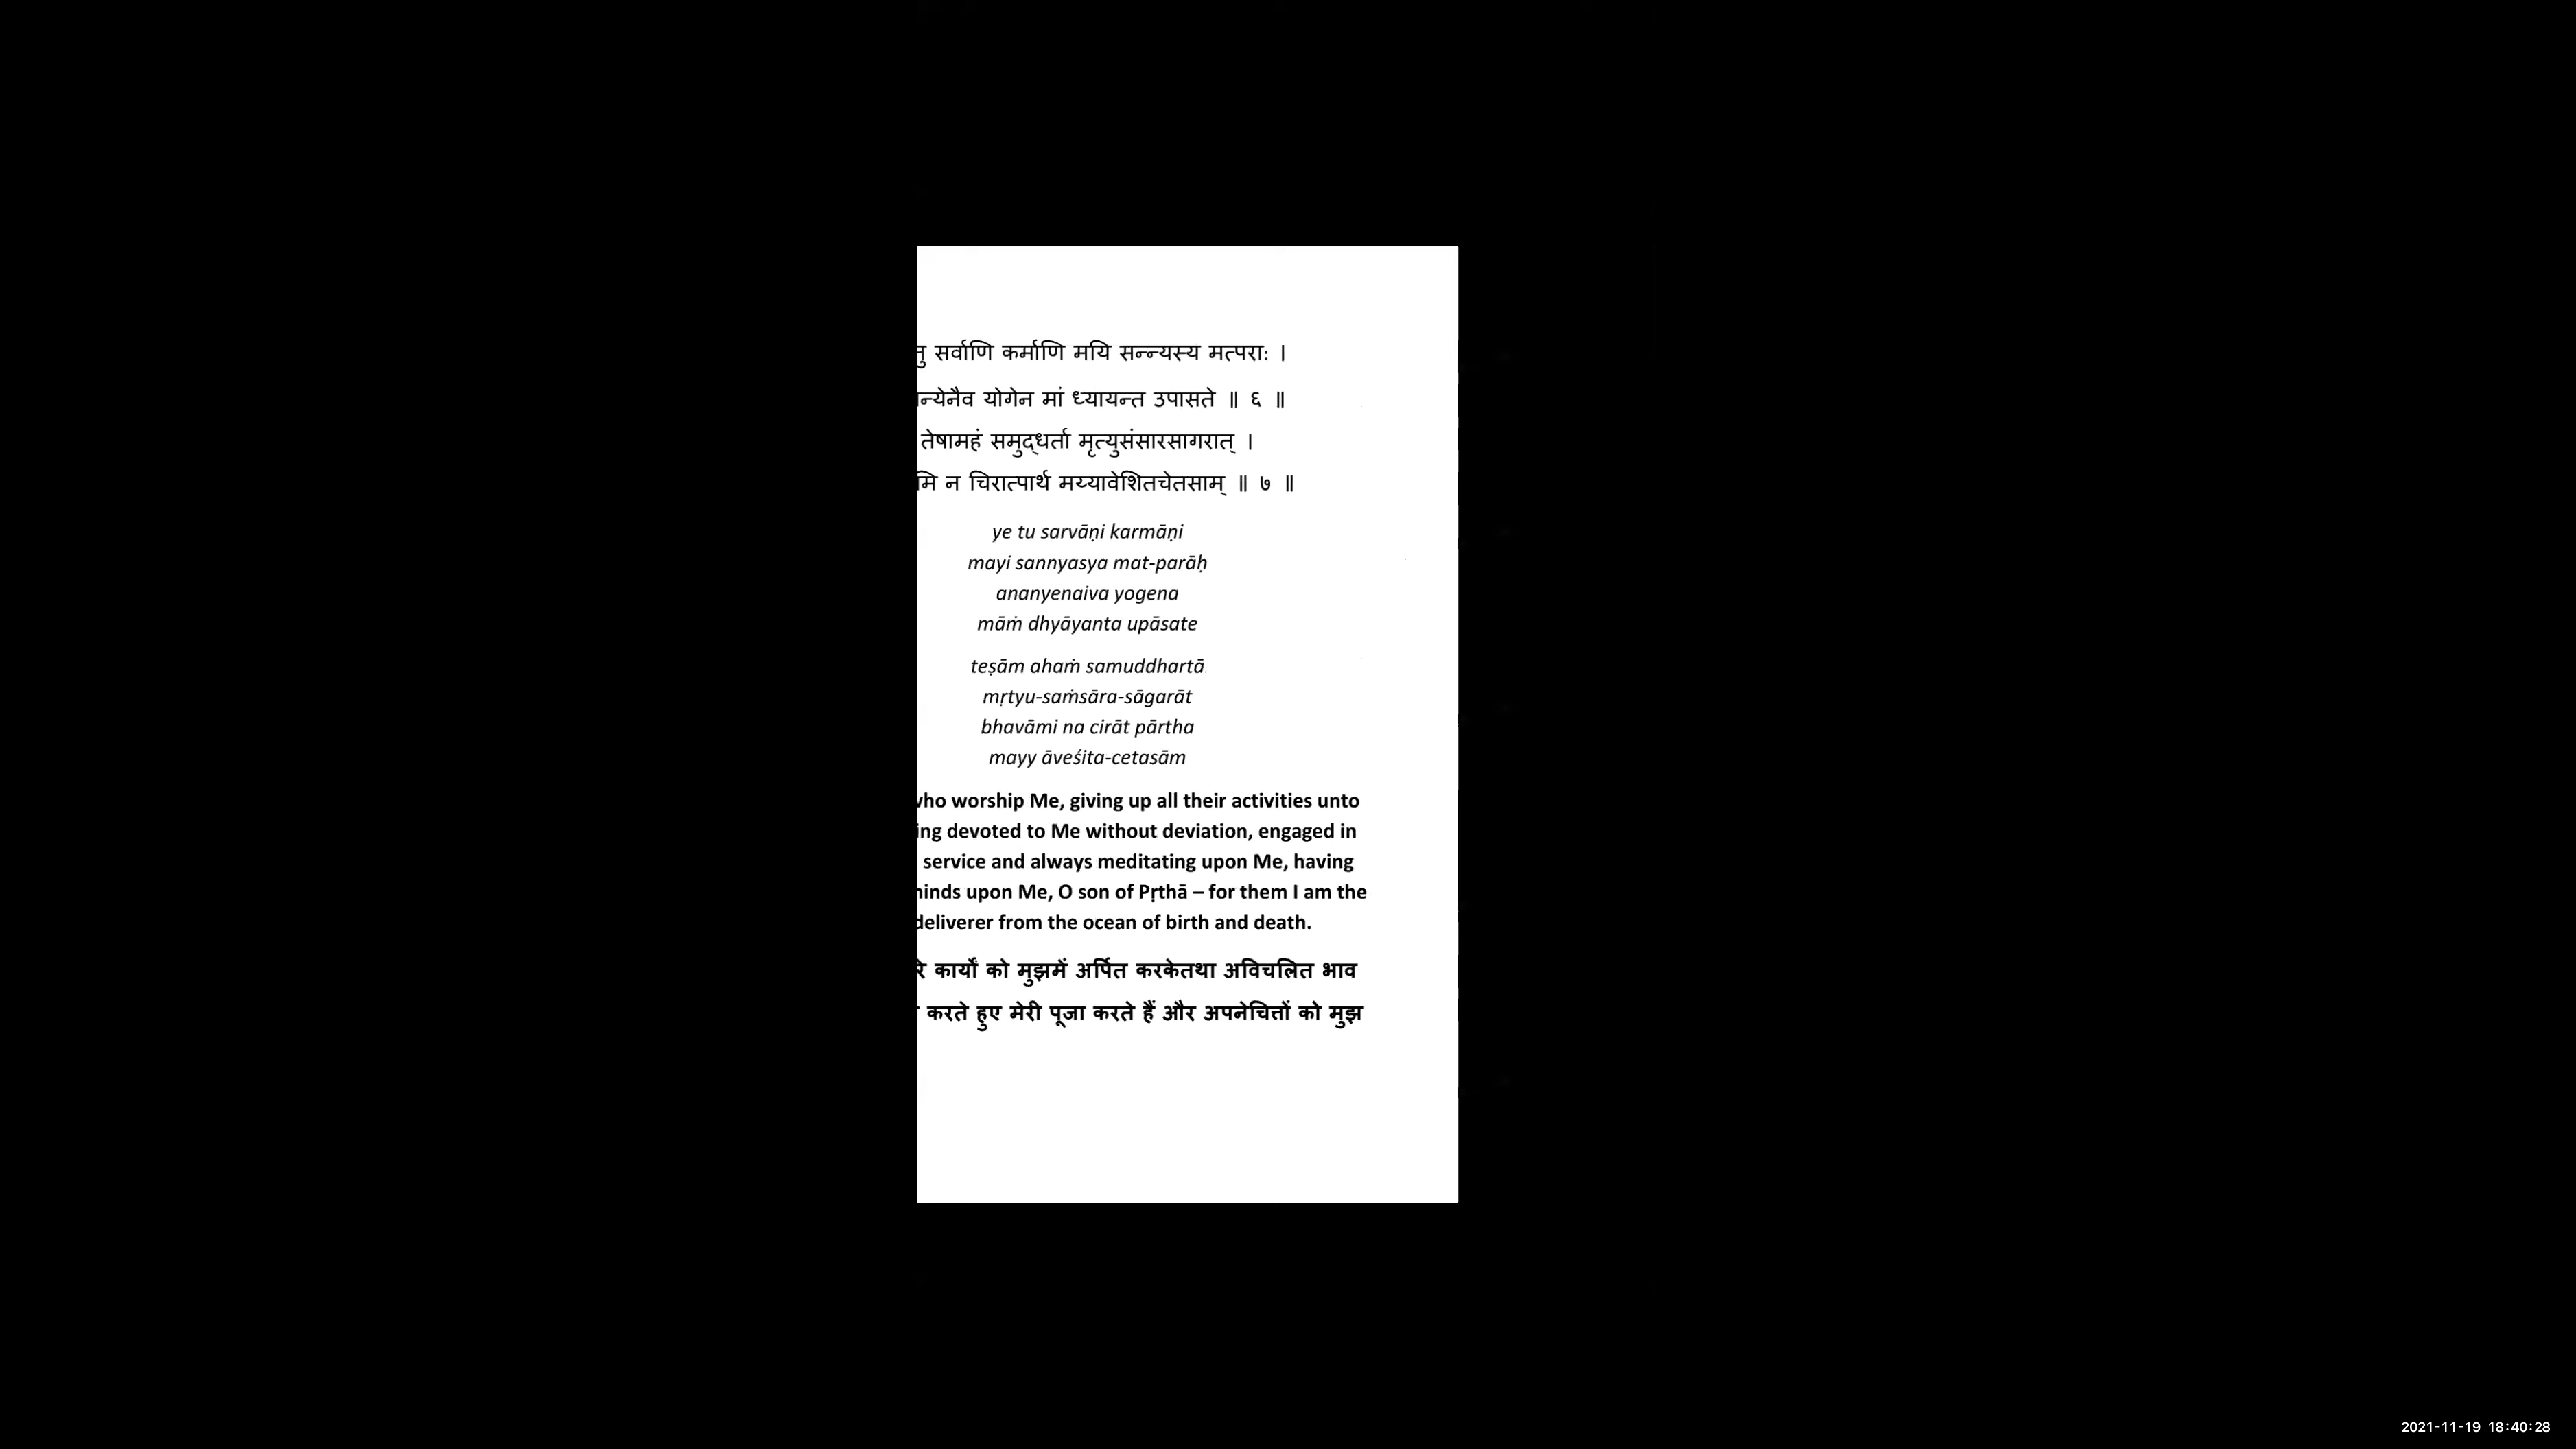 सर्वाणि कर्माणि मयि सन्न्यस्य मत्पराः ।
योगेन मां ध्यायन्त उपासते ॥ ६ ॥
तेषामहं समुद्धर्ता मृत्युसंसारसागरात् ।
न चिरात्पार्थ मय्यावेशितचेतसाम् ॥ ७ ॥
ye tu sarvāṇi karmāṇi
mayi sannyasya mat-parāḥ
ananyenaiva yogena
māṁ dhyāyanta upāsate
teṣām ahaṁ samuddhartā
mṛtyu-saṁsāra-sāgarāt
bhavāmi na cirāt pārtha
mayy āveśita-cetasām
who worship Me, giving up all their activities unto
devoted to Me without deviation, engaged in
service and always meditating upon Me, having
upon Me, O son of Pṛthā – for them I am the
deliverer from the ocean of birth and death.
कार्यों को मुझमें अर्पित करकेतथा अविचलित भाव
करते हुए मेरी पूजा करते हैं और अपनेचित्तों को मुझ
2021-11-19 18:40:28